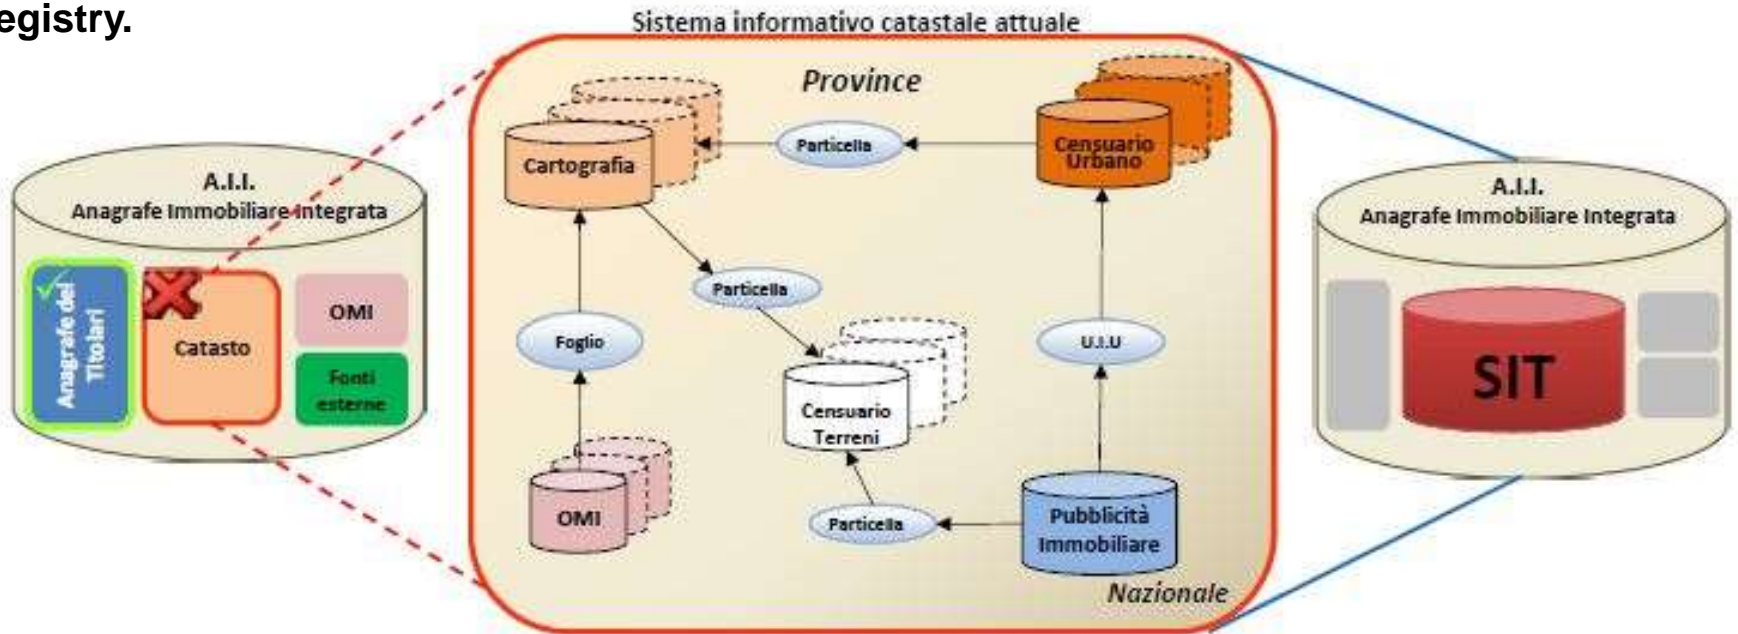 egistry.
Sistema informativo catastale attuale
Province
Cartografia
Particella
Censuario
Urbano
A.I.I.
Anagrafe Immobiliare Integrata
Anagrafe dei
Titolari
Catasto
OMI
Fonti
esterne
Particella
Foglio
U.I.U
Censuario
Terreni
OMI
Particella
Pubblicità
Immobiliare
Nazionale
A.I.I.
Anagrafe Immobiliare Integrata
SIT